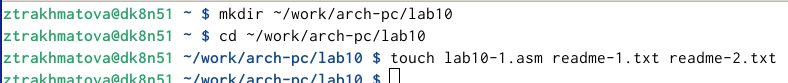 ztrakhmatova@dk8n51 ~ $ mkdir ~/work/arch-pc/lab10
ztrakhmatova@dk8n51 ~ $ cd ~/work/arch-pc/lab10
ztrakhmatova@dk8n51 ~/work/arch-pc/lab10 $ touch lab10-1.asm readme-1.txt readme-2.txt
ztrakhmatova@dk8n51 ~/work/arch-pc/lab10 $